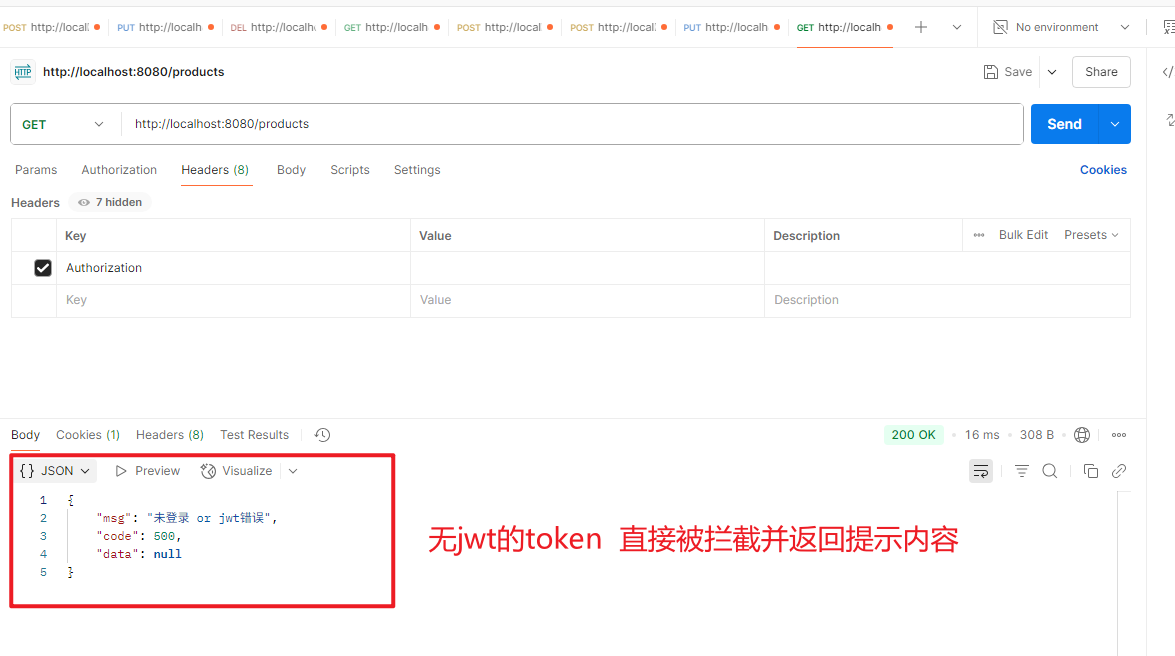 POST http://local PUT http://localh DEL http://localh GET http://localh POST http://local POST http://local PUT http://localh GET http://localh No environment
HTTP http://localhost:8080/products Save Share
GET http://localhost:8080/products Send
Params Authorization Headers (8) Body Scripts Settings Cookies
Headers 7 hidden
Key Value Description Bulk Edit Presets
Authorization
Key Value Description
Body Cookies (1) Headers (8) Test Results 200 OK 16 ms 308 B
{} JSON Preview Visualize
1 {
2 "msg": "未登录 or jwt错误",
3 "code": 500,
4 "data": null
5 }
无jwt的token 直接被拦截并返回提示内容